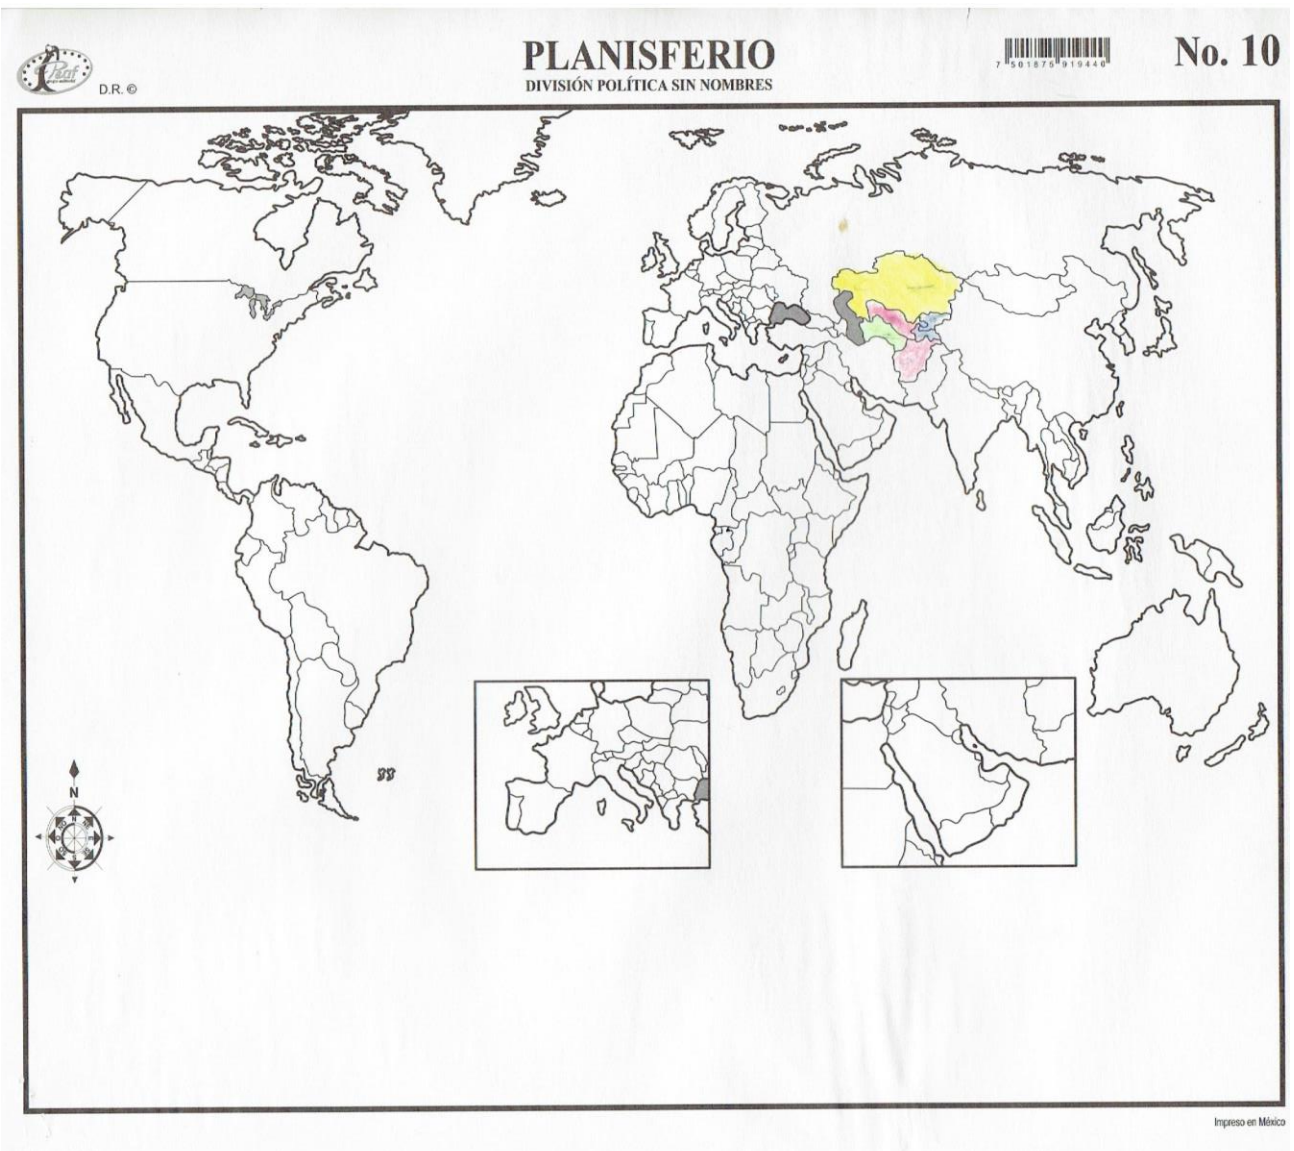 PLANISFERIO
DIVISIÓN POLÍTICA SIN NOMBRES
No. 10
D.R. ©
7 501875 919440
N
Impreso en México